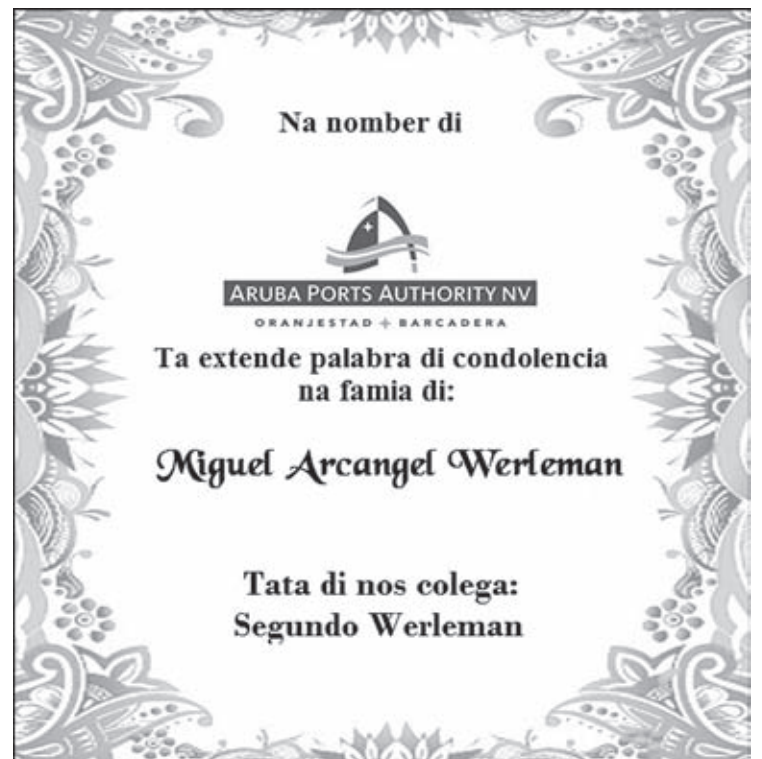 Na nomber di
ARUBA PORTS AUTHORITY NV
ORANJESTAD + BARCADERA
Ta extende palabra di condolencia
na famia di:
Miguel Arcangel Werleman
Tata di nos colega:
Segundo Werleman